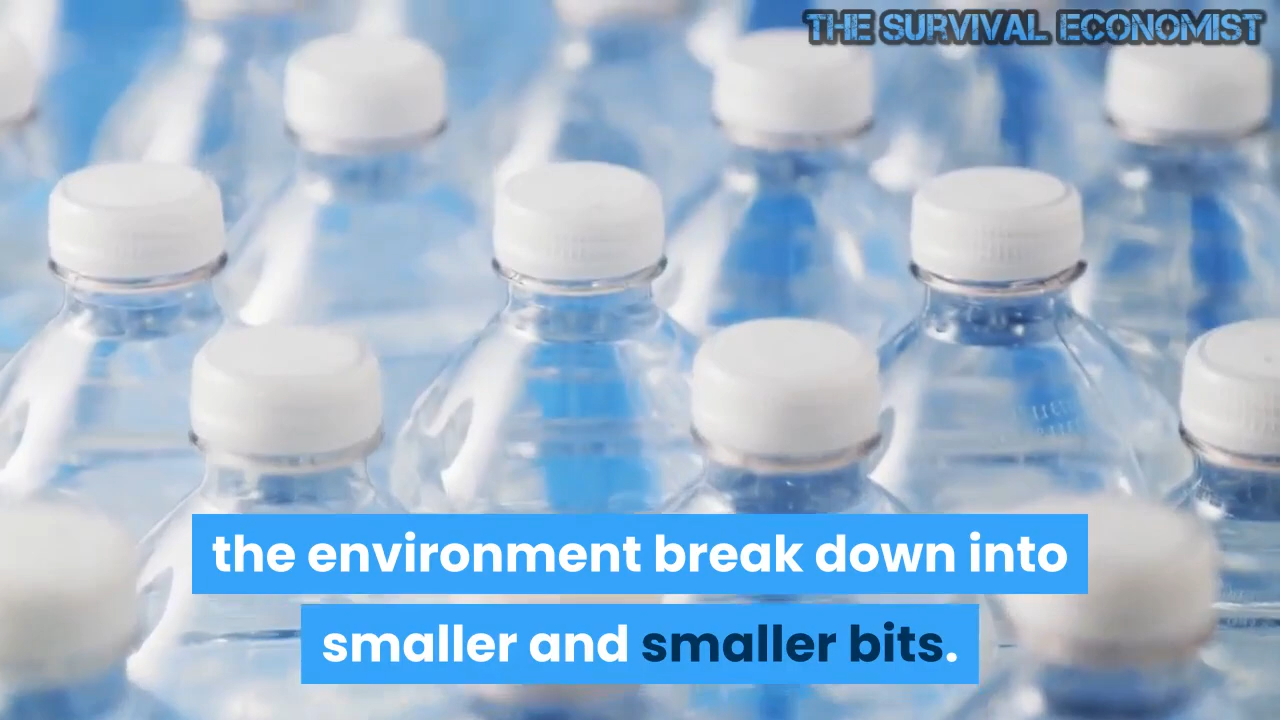 THE SURVIVAL ECONOMIST
the environment break down into
smaller and smaller bits.